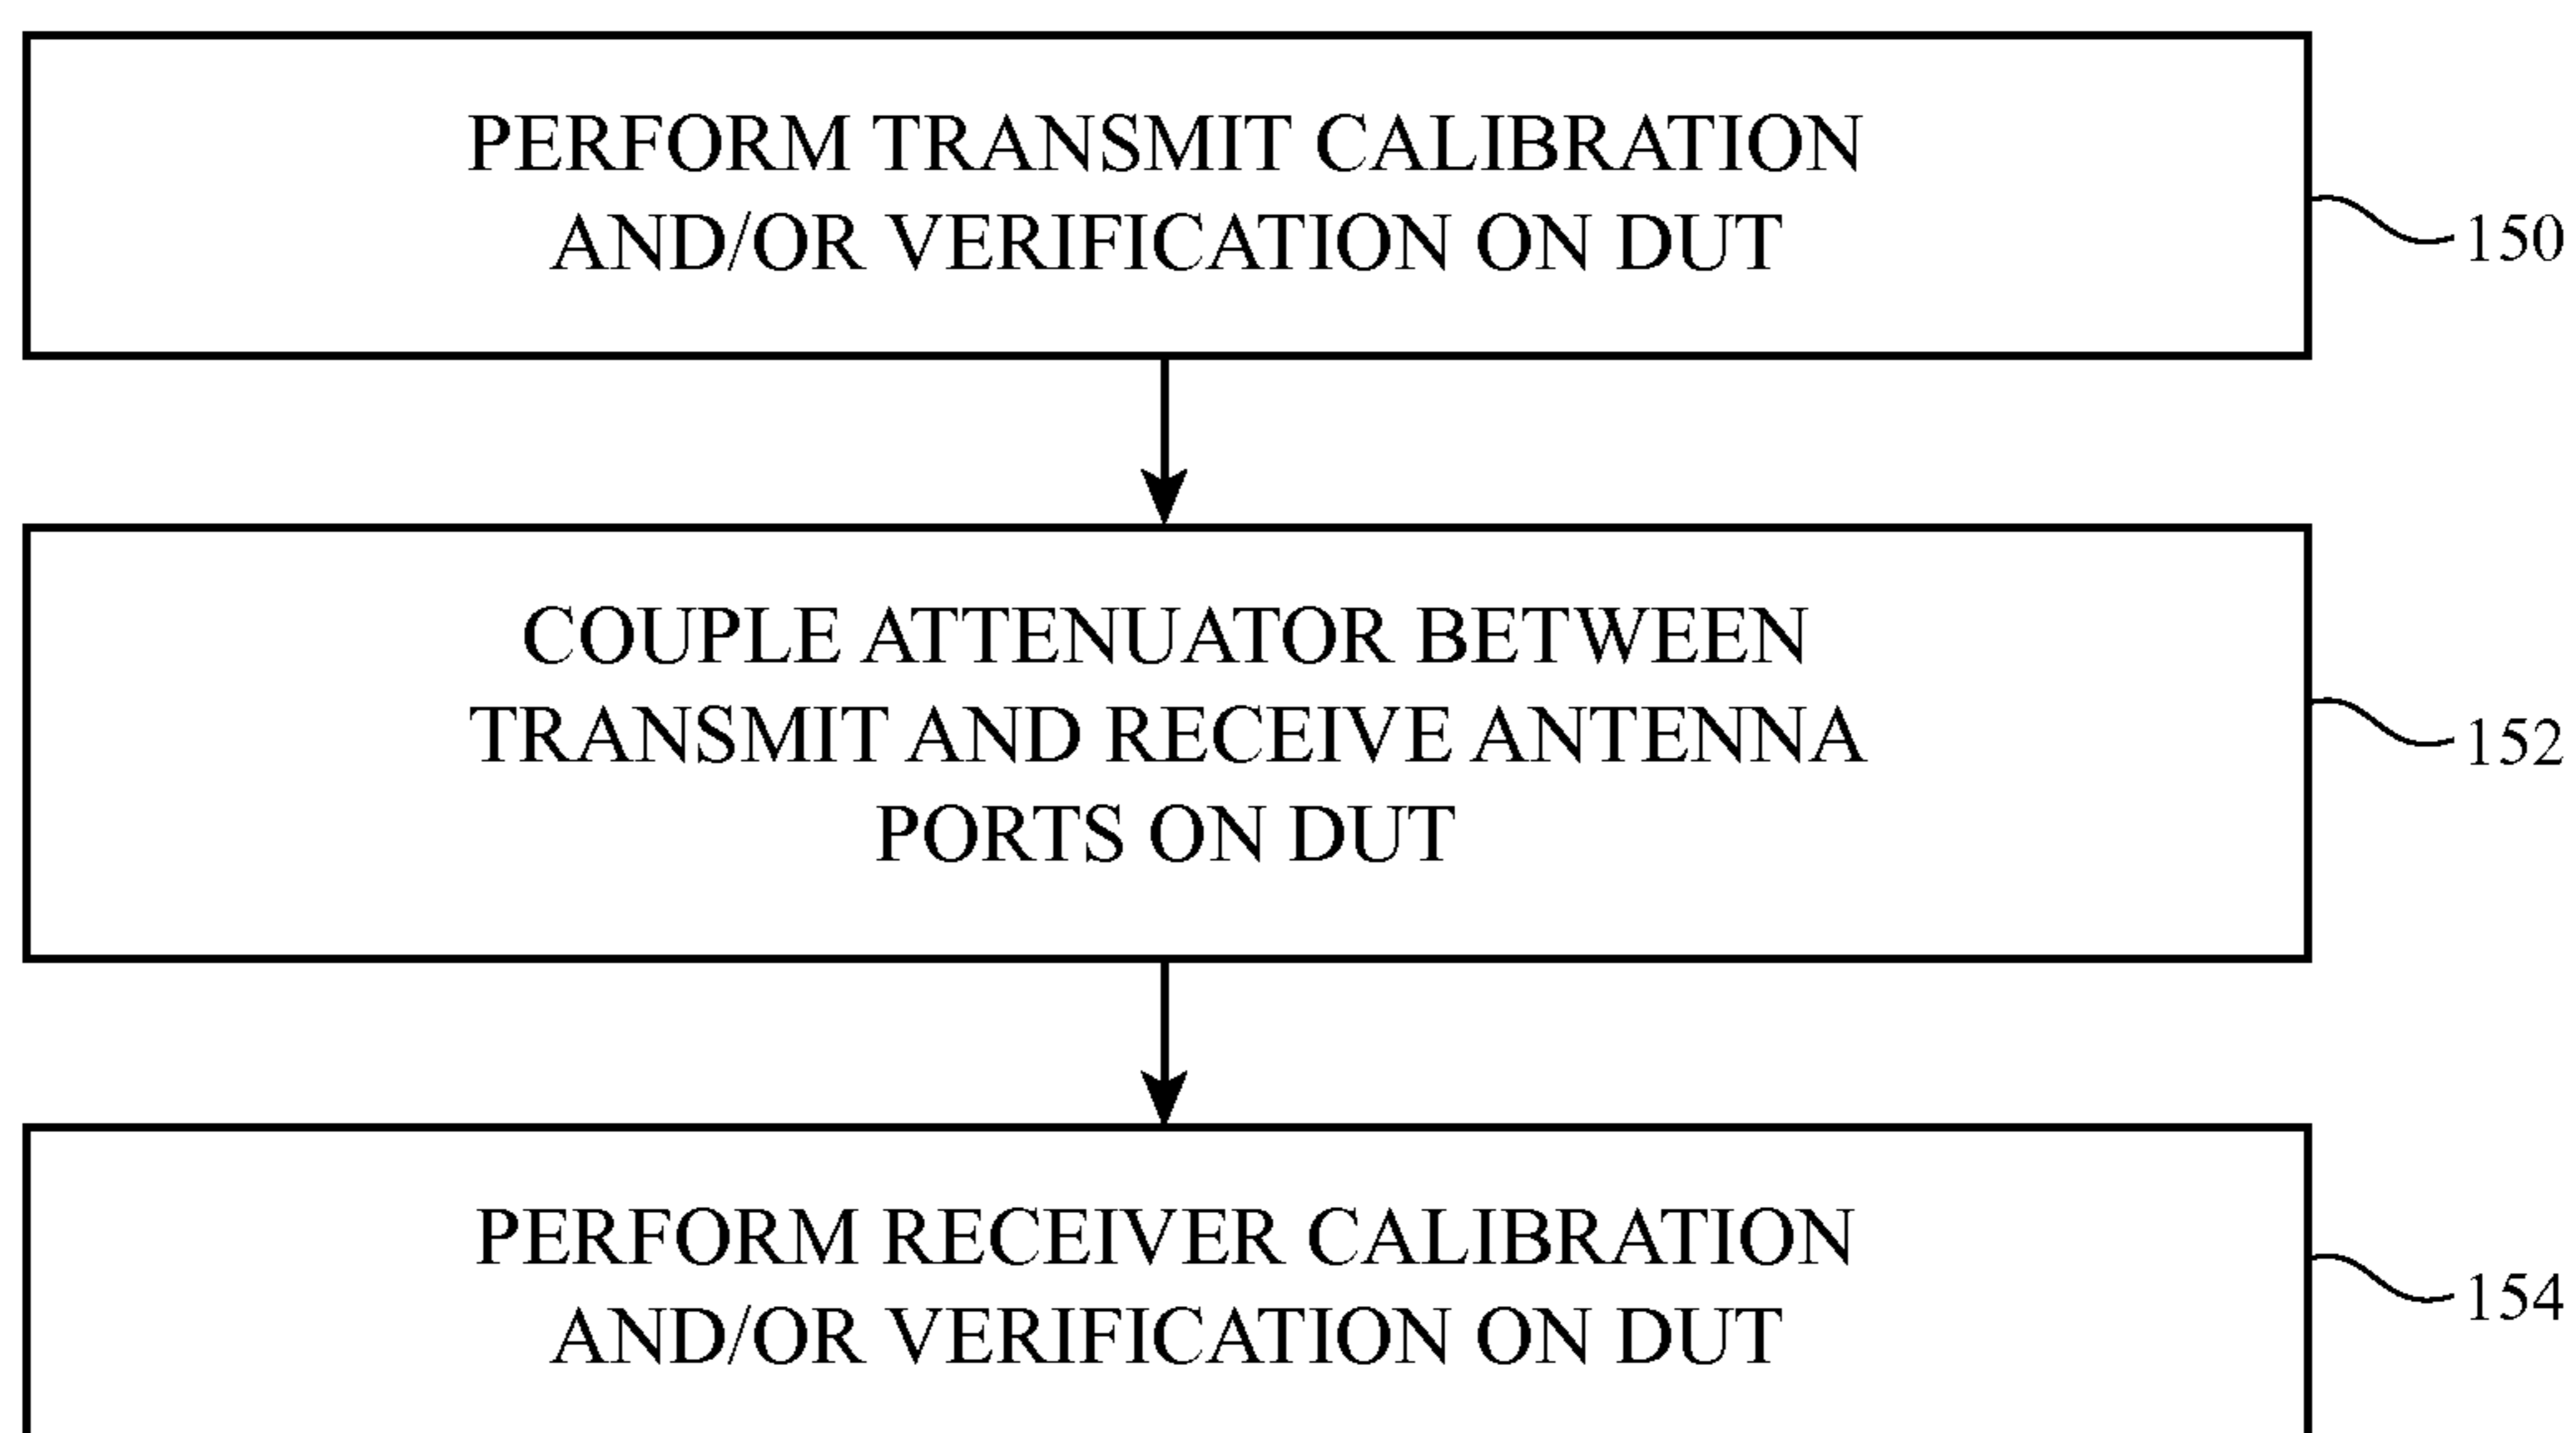 PERFORM TRANSMIT CALIBRATION
AND/OR VERIFICATION ON DUT
150
COUPLE ATTENUATOR BETWEEN
TRANSMIT AND RECEIVE ANTENNA
PORTS ON DUT
152
PERFORM RECEIVER CALIBRATION
AND/OR VERIFICATION ON DUT
154